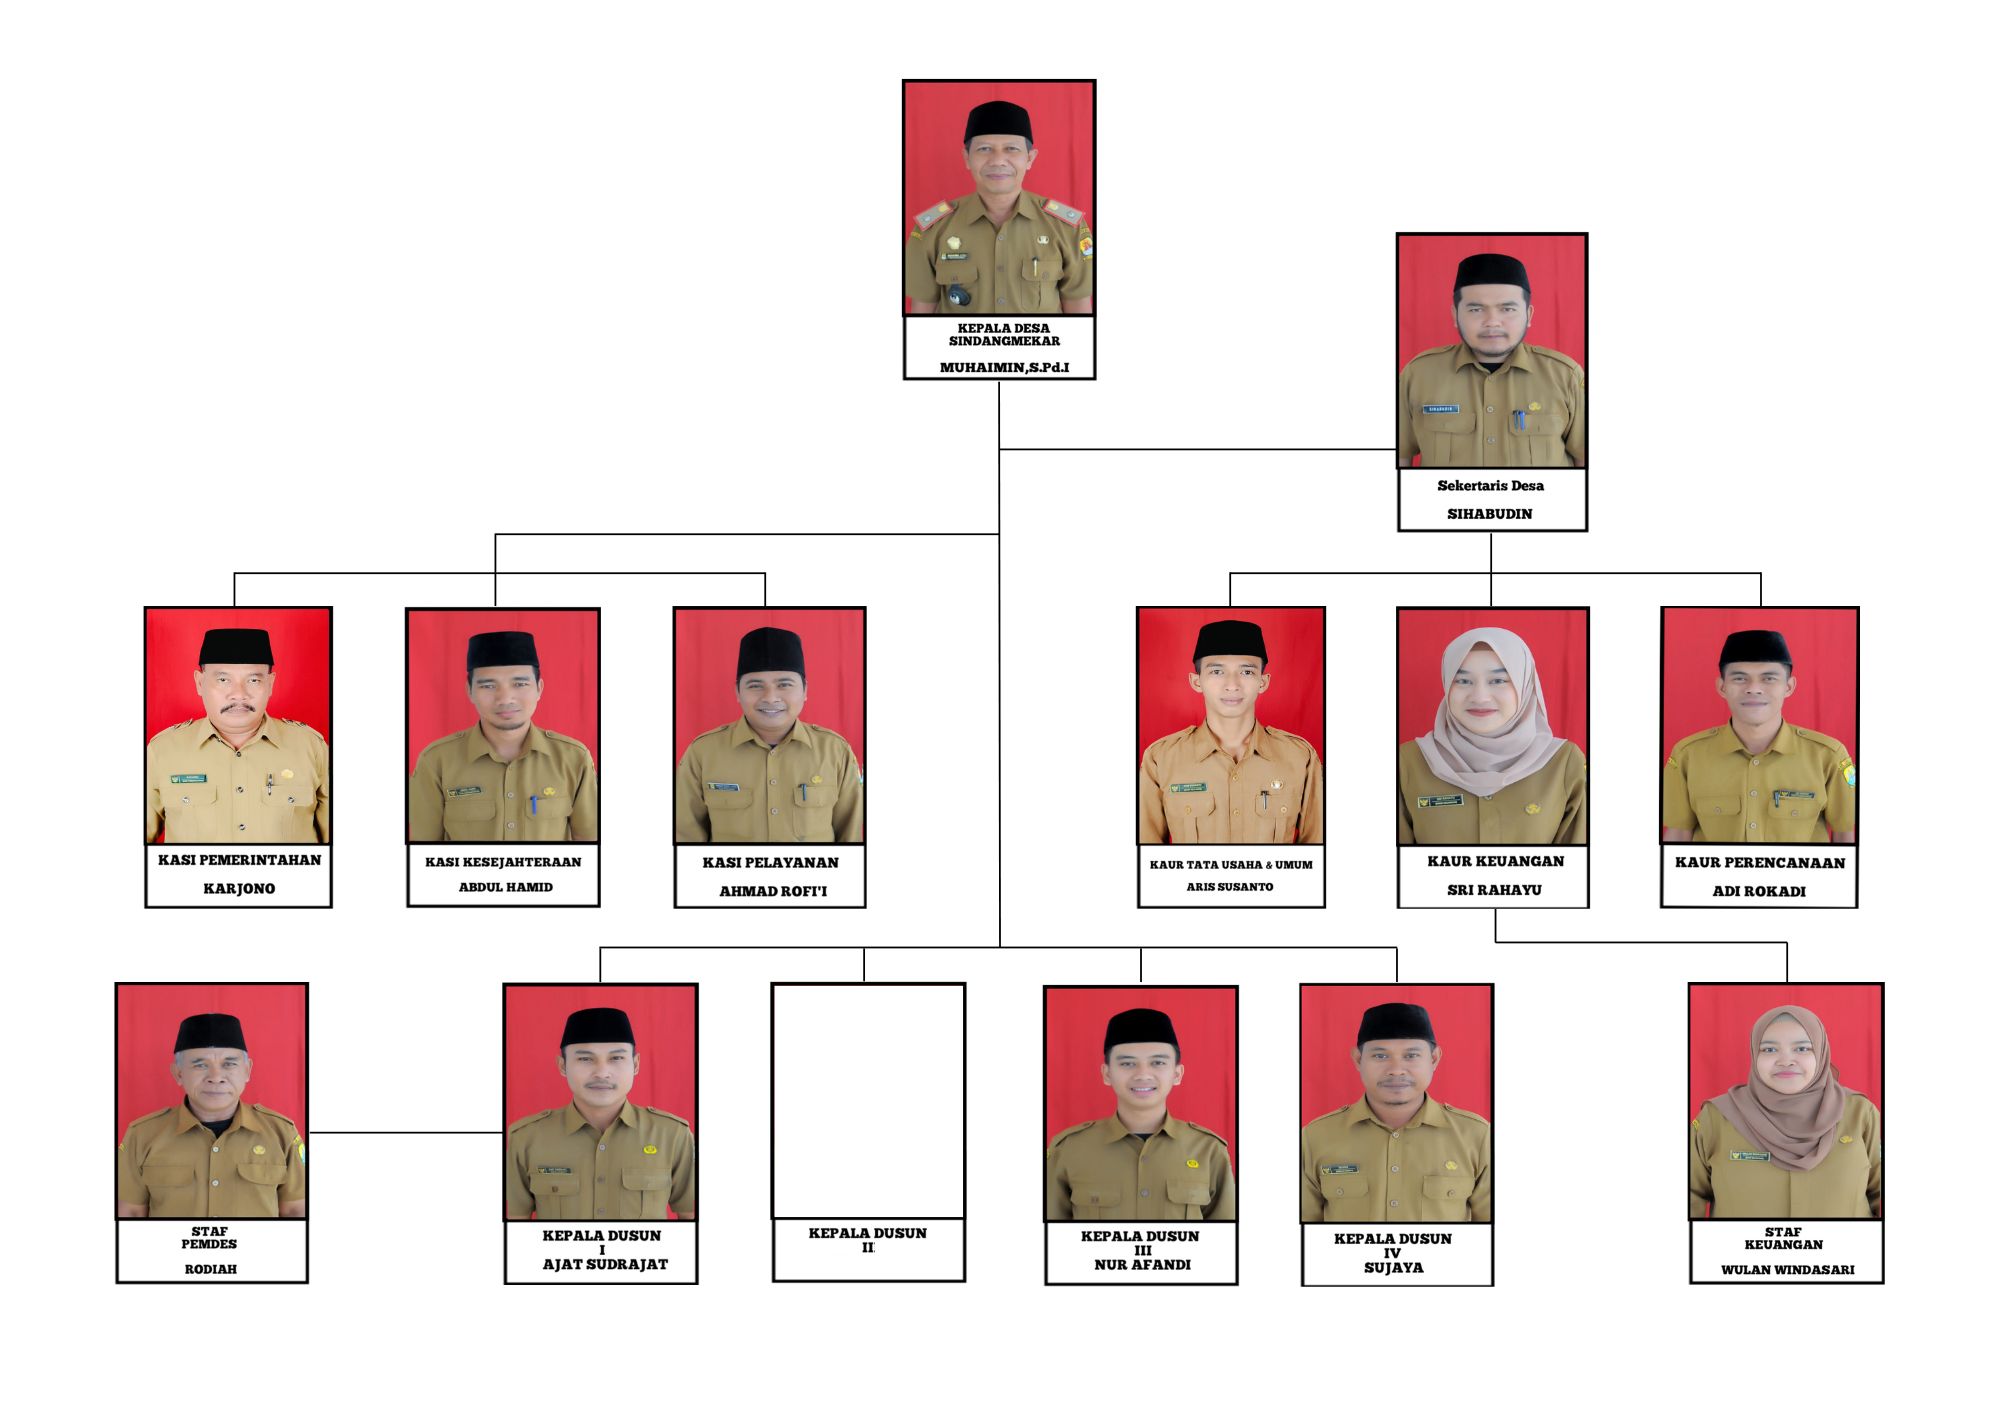 KEPALA DESA
SINDANGMEKAR
MUHAIMIN,S.Pd.I
SIHABUDIN
Sekertaris Desa
SIHABUDIN
KASI PEMERINTAHAN
KARJONO
KASI KESEJAHTERAAN
ABDUL HAMID
KASI PELAYANAN
AHMAD ROFI'I
KAUR TATA USAHA & UMUM
ARIS SUSANTO
KAUR KEUANGAN
SRI RAHAYU
KAUR PERENCANAAN
ADI ROKADI
STAF
PEMDES
RODIAH
KEPALA DUSUN
I
AJAT SUDRAJAT
KEPALA DUSUN
II
KEPALA DUSUN
III
NUR AFANDI
KEPALA DUSUN
IV
SUJAYA
STAF
KEUANGAN
WULAN WINDASARI